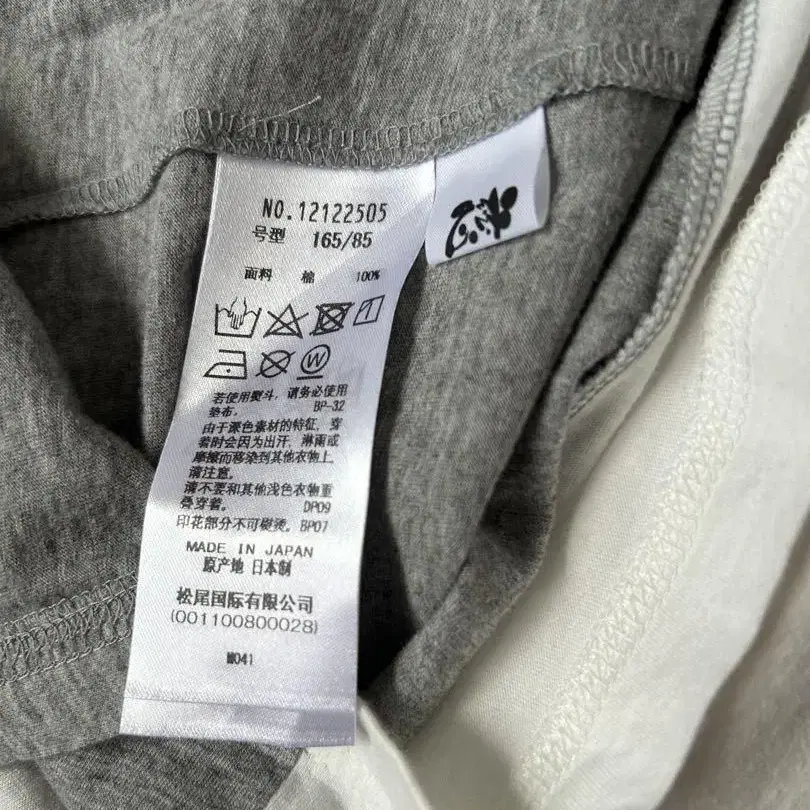 NO.12122505
号型 165/85
面料 棉 100%
若使用熨斗, 请务必使用
垫布。 BP-32
由于深色素材的特征, 穿
着时会因为出汗, 淋雨或
摩擦而移染到其他衣物上,
请注意。
请不要和其他浅色衣物重
叠穿着。 DP09
印花部分不可熨烫。BP07
MADE IN JAPAN
原产地 日本制
松尾国际有限公司
(001100800028)
W041